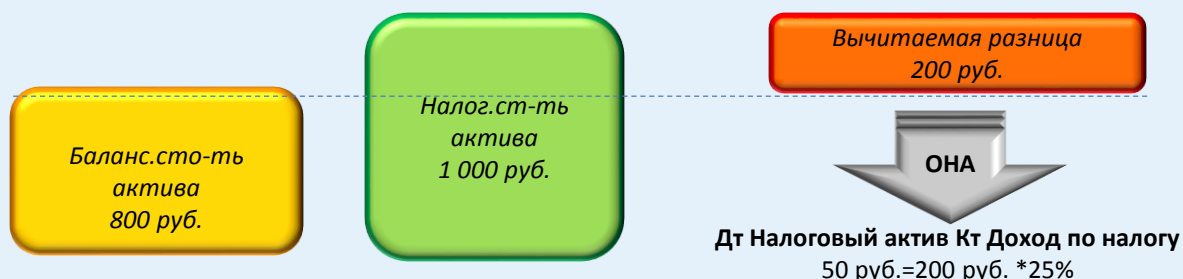 Баланс.сто-ть
актива
800 руб.
Налог.ст-ть
актива
1 000 руб.
Вычитаемая разница
200 руб.
ОНА
Дт Налоговый актив Кт Доход по налогу
50 руб.=200 руб. *25%